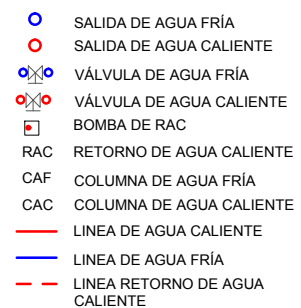 SALIDA DE AGUA FRÍA
SALIDA DE AGUA CALIENTE
VÁLVULA DE AGUA FRÍA
VÁLVULA DE AGUA CALIENTE
BOMBA DE RAC
RAC RETORNO DE AGUA CALIENTE
CAF COLUMNA DE AGUA FRÍA
CAC COLUMNA DE AGUA CALIENTE
LINEA DE AGUA CALIENTE
LINEA DE AGUA FRÍA
LINEA RETORNO DE AGUA
CALIENTE